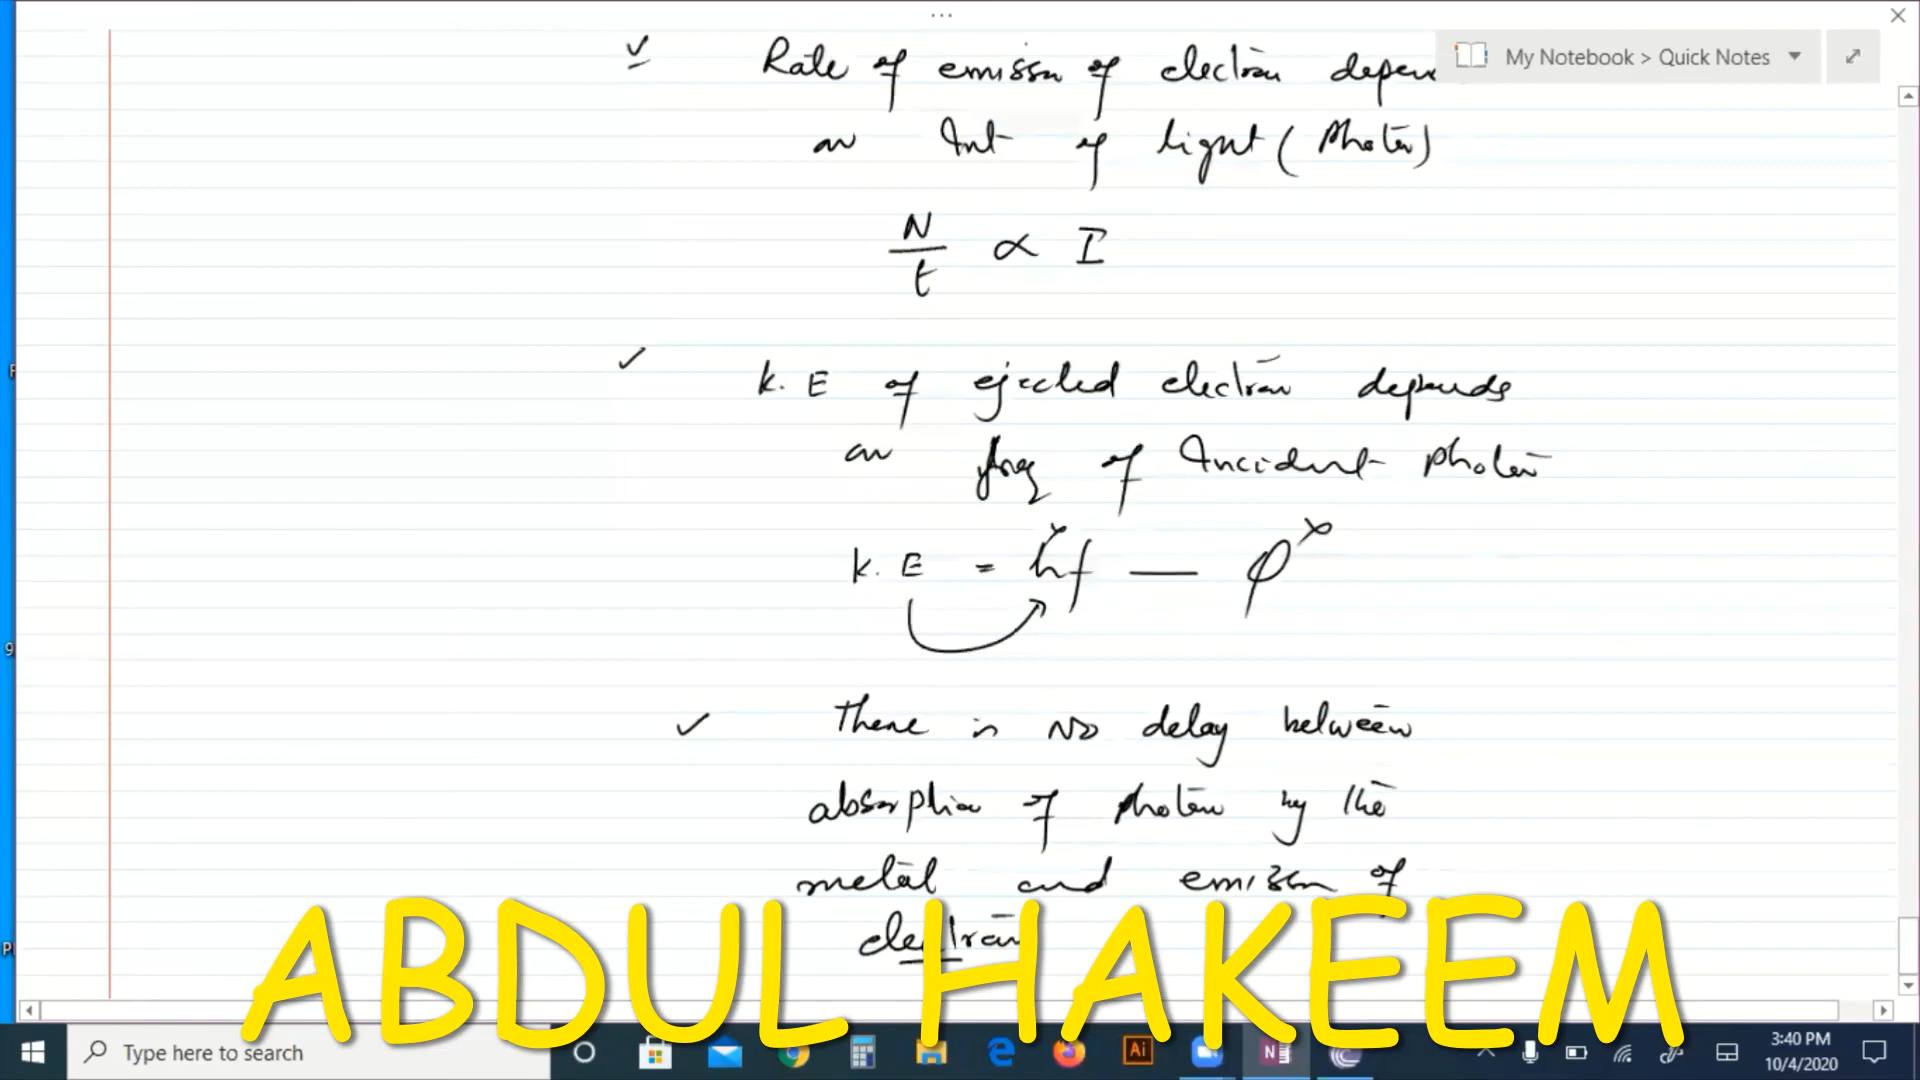 Rate of emission of electron depen
on Int of light (Photon)
N
t ∝ I
K.E of ejected electron depends
on freq of Incident photon
K.E = hf — φ
There is No delay between
absorption of photon by the
metal and emission of
electron
ABDUL HAKEEM
My Notebook > Quick Notes
Type here to search
Ai
N
3:40 PM
10/4/2020